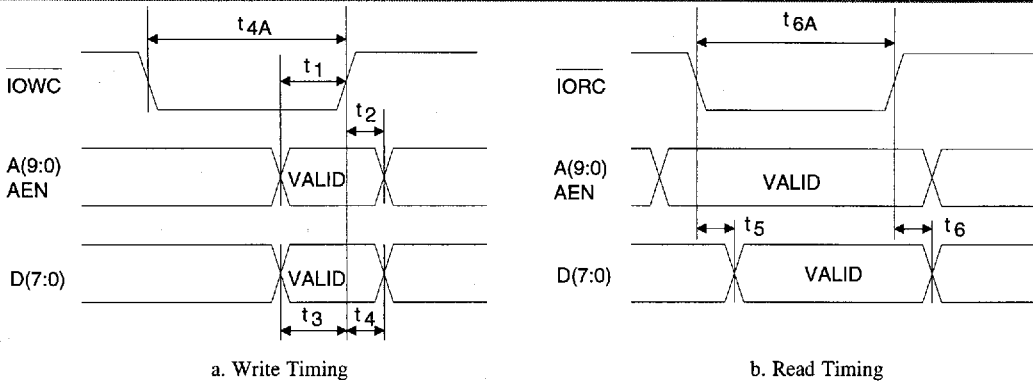 t4A
t1
IOWC
t2
A(9:0)
AEN
VALID
D(7:0)
VALID
t3
t4
a. Write Timing
t6A
IORC
A(9:0)
AEN
VALID
t5
t6
D(7:0)
VALID
b. Read Timing